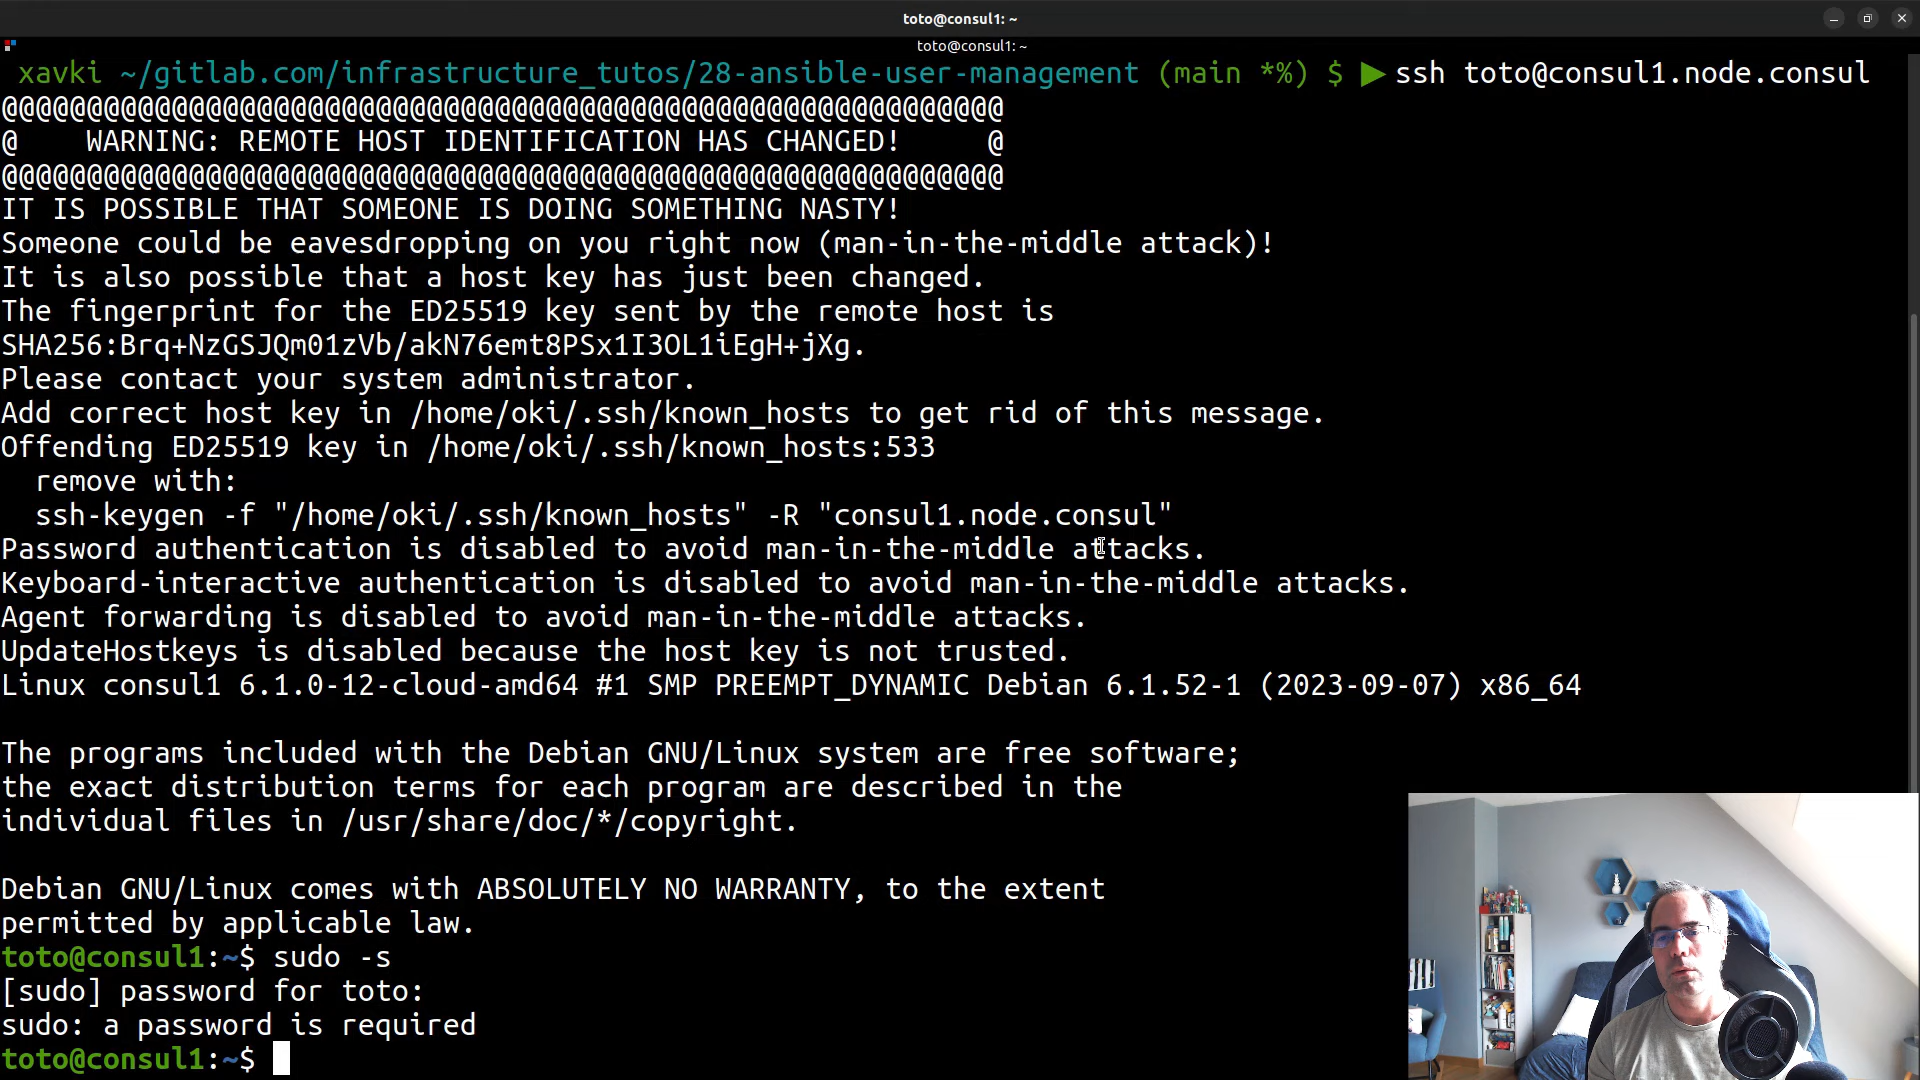 toto@consul1: ~
toto@consul1: ~
xavki ~/gitlab.com/infrastructure_tutos/28-ansible-user-management (main *%) $ ▶ ssh toto@consul1.node.consul
@@@@@@@@@@@@@@@@@@@@@@@@@@@@@@@@@@@@@@@@@@@@@@@@@@@@@@@@@@@
@    WARNING: REMOTE HOST IDENTIFICATION HAS CHANGED!     @
@@@@@@@@@@@@@@@@@@@@@@@@@@@@@@@@@@@@@@@@@@@@@@@@@@@@@@@@@@@
IT IS POSSIBLE THAT SOMEONE IS DOING SOMETHING NASTY!
Someone could be eavesdropping on you right now (man-in-the-middle attack)!
It is also possible that a host key has just been changed.
The fingerprint for the ED25519 key sent by the remote host is
SHA256:Brq+NzGSJQm01zVb/akN76emt8PSx1I3OL1iEgH+jXg.
Please contact your system administrator.
Add correct host key in /home/oki/.ssh/known_hosts to get rid of this message.
Offending ED25519 key in /home/oki/.ssh/known_hosts:533
  remove with:
  ssh-keygen -f "/home/oki/.ssh/known_hosts" -R "consul1.node.consul"
Password authentication is disabled to avoid man-in-the-middle attacks.
Keyboard-interactive authentication is disabled to avoid man-in-the-middle attacks.
Agent forwarding is disabled to avoid man-in-the-middle attacks.
UpdateHostkeys is disabled because the host key is not trusted.
Linux consul1 6.1.0-12-cloud-amd64 #1 SMP PREEMPT_DYNAMIC Debian 6.1.52-1 (2023-09-07) x86_64

The programs included with the Debian GNU/Linux system are free software;
the exact distribution terms for each program are described in the
individual files in /usr/share/doc/*/copyright.

Debian GNU/Linux comes with ABSOLUTELY NO WARRANTY, to the extent
permitted by applicable law.
toto@consul1:~$ sudo -s
[sudo] password for toto:
sudo: a password is required
toto@consul1:~$